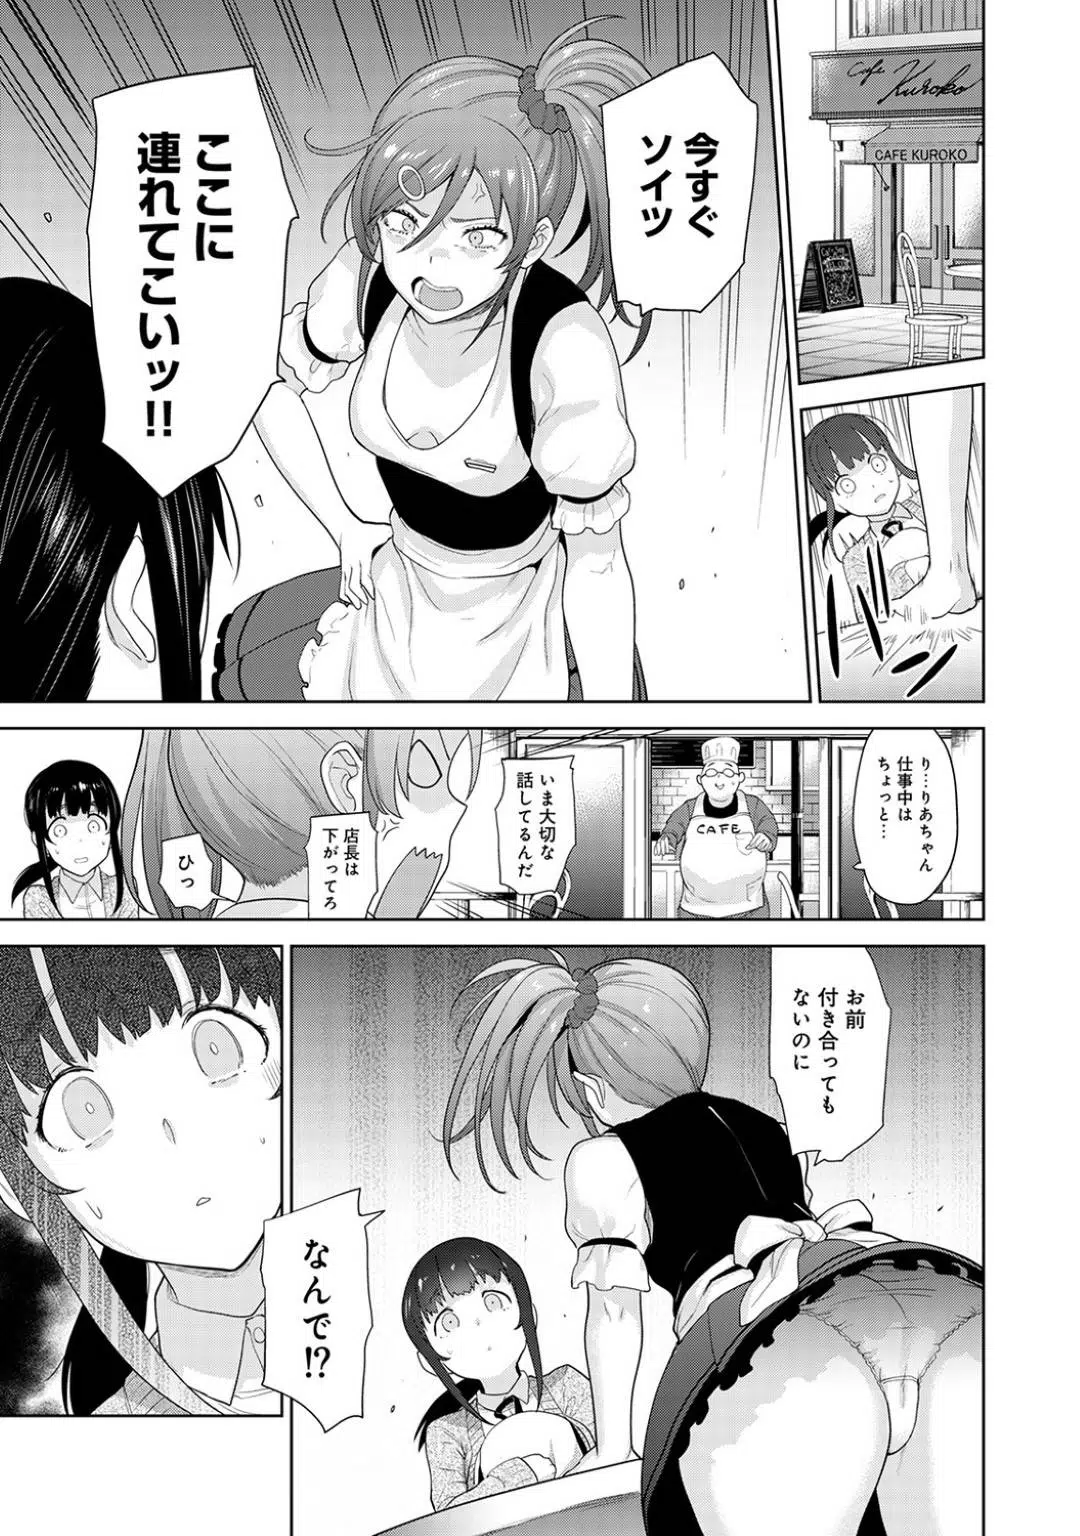 Cafe Kuroko
CAFE KUROKO
今すぐ
ソイツ
ここに
連れてこいッ!!
り…りあちゃん
仕事中は
ちょっと…
CAFE
いま大切な
話してるんだ
店長は
下がってろ
ひっ
お前
付き合っても
ないのに
なんで!?